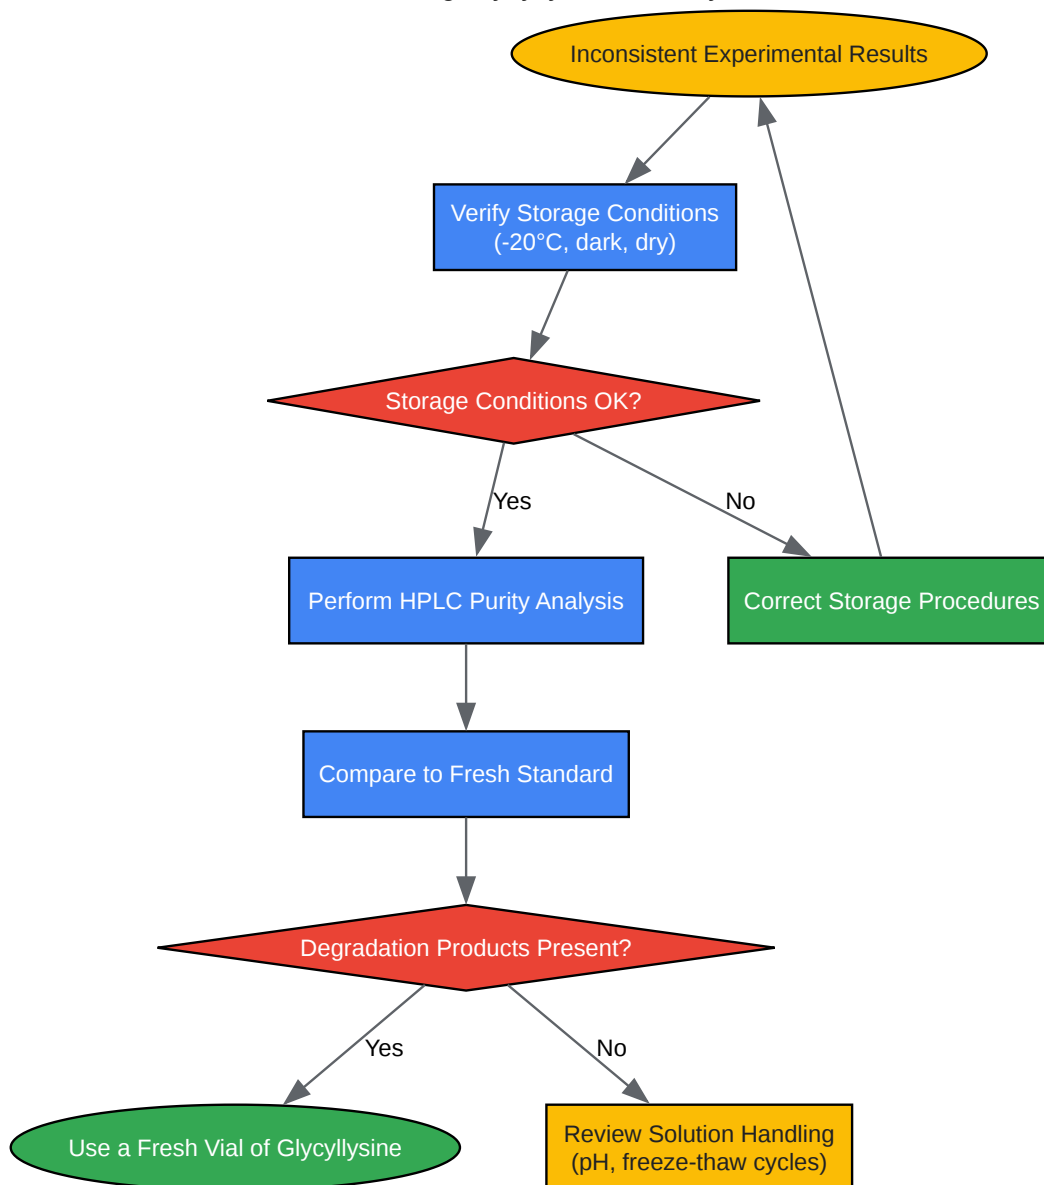 Inconsistent Experimental Results
Verify Storage Conditions
(-20°C, dark, dry)
Storage Conditions OK?
Yes
No
Perform HPLC Purity Analysis
Correct Storage Procedures
Compare to Fresh Standard
Degradation Products Present?
Yes
No
Use a Fresh Vial of Glycyllysine
Review Solution Handling
(pH, freeze-thaw cycles)